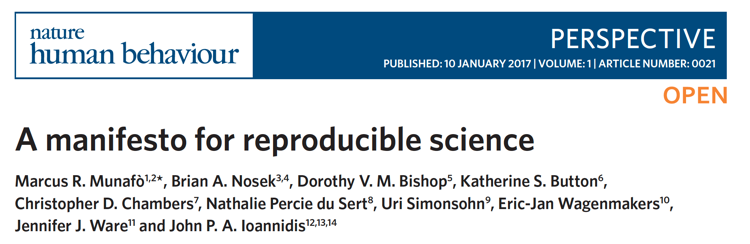 nature
human behaviour
PERSPECTIVE
PUBLISHED: 10 JANUARY 2017 | VOLUME: 1 | ARTICLE NUMBER: 0021
OPEN
A manifesto for reproducible science
Marcus R. Munafò1,2*, Brian A. Nosek3,4, Dorothy V. M. Bishop5, Katherine S. Button6,
Christopher D. Chambers7, Nathalie Percie du Sert8, Uri Simonsohn9, Eric-Jan Wagenmakers10,
Jennifer J. Ware11 and John P. A. Ioannidis12,13,14